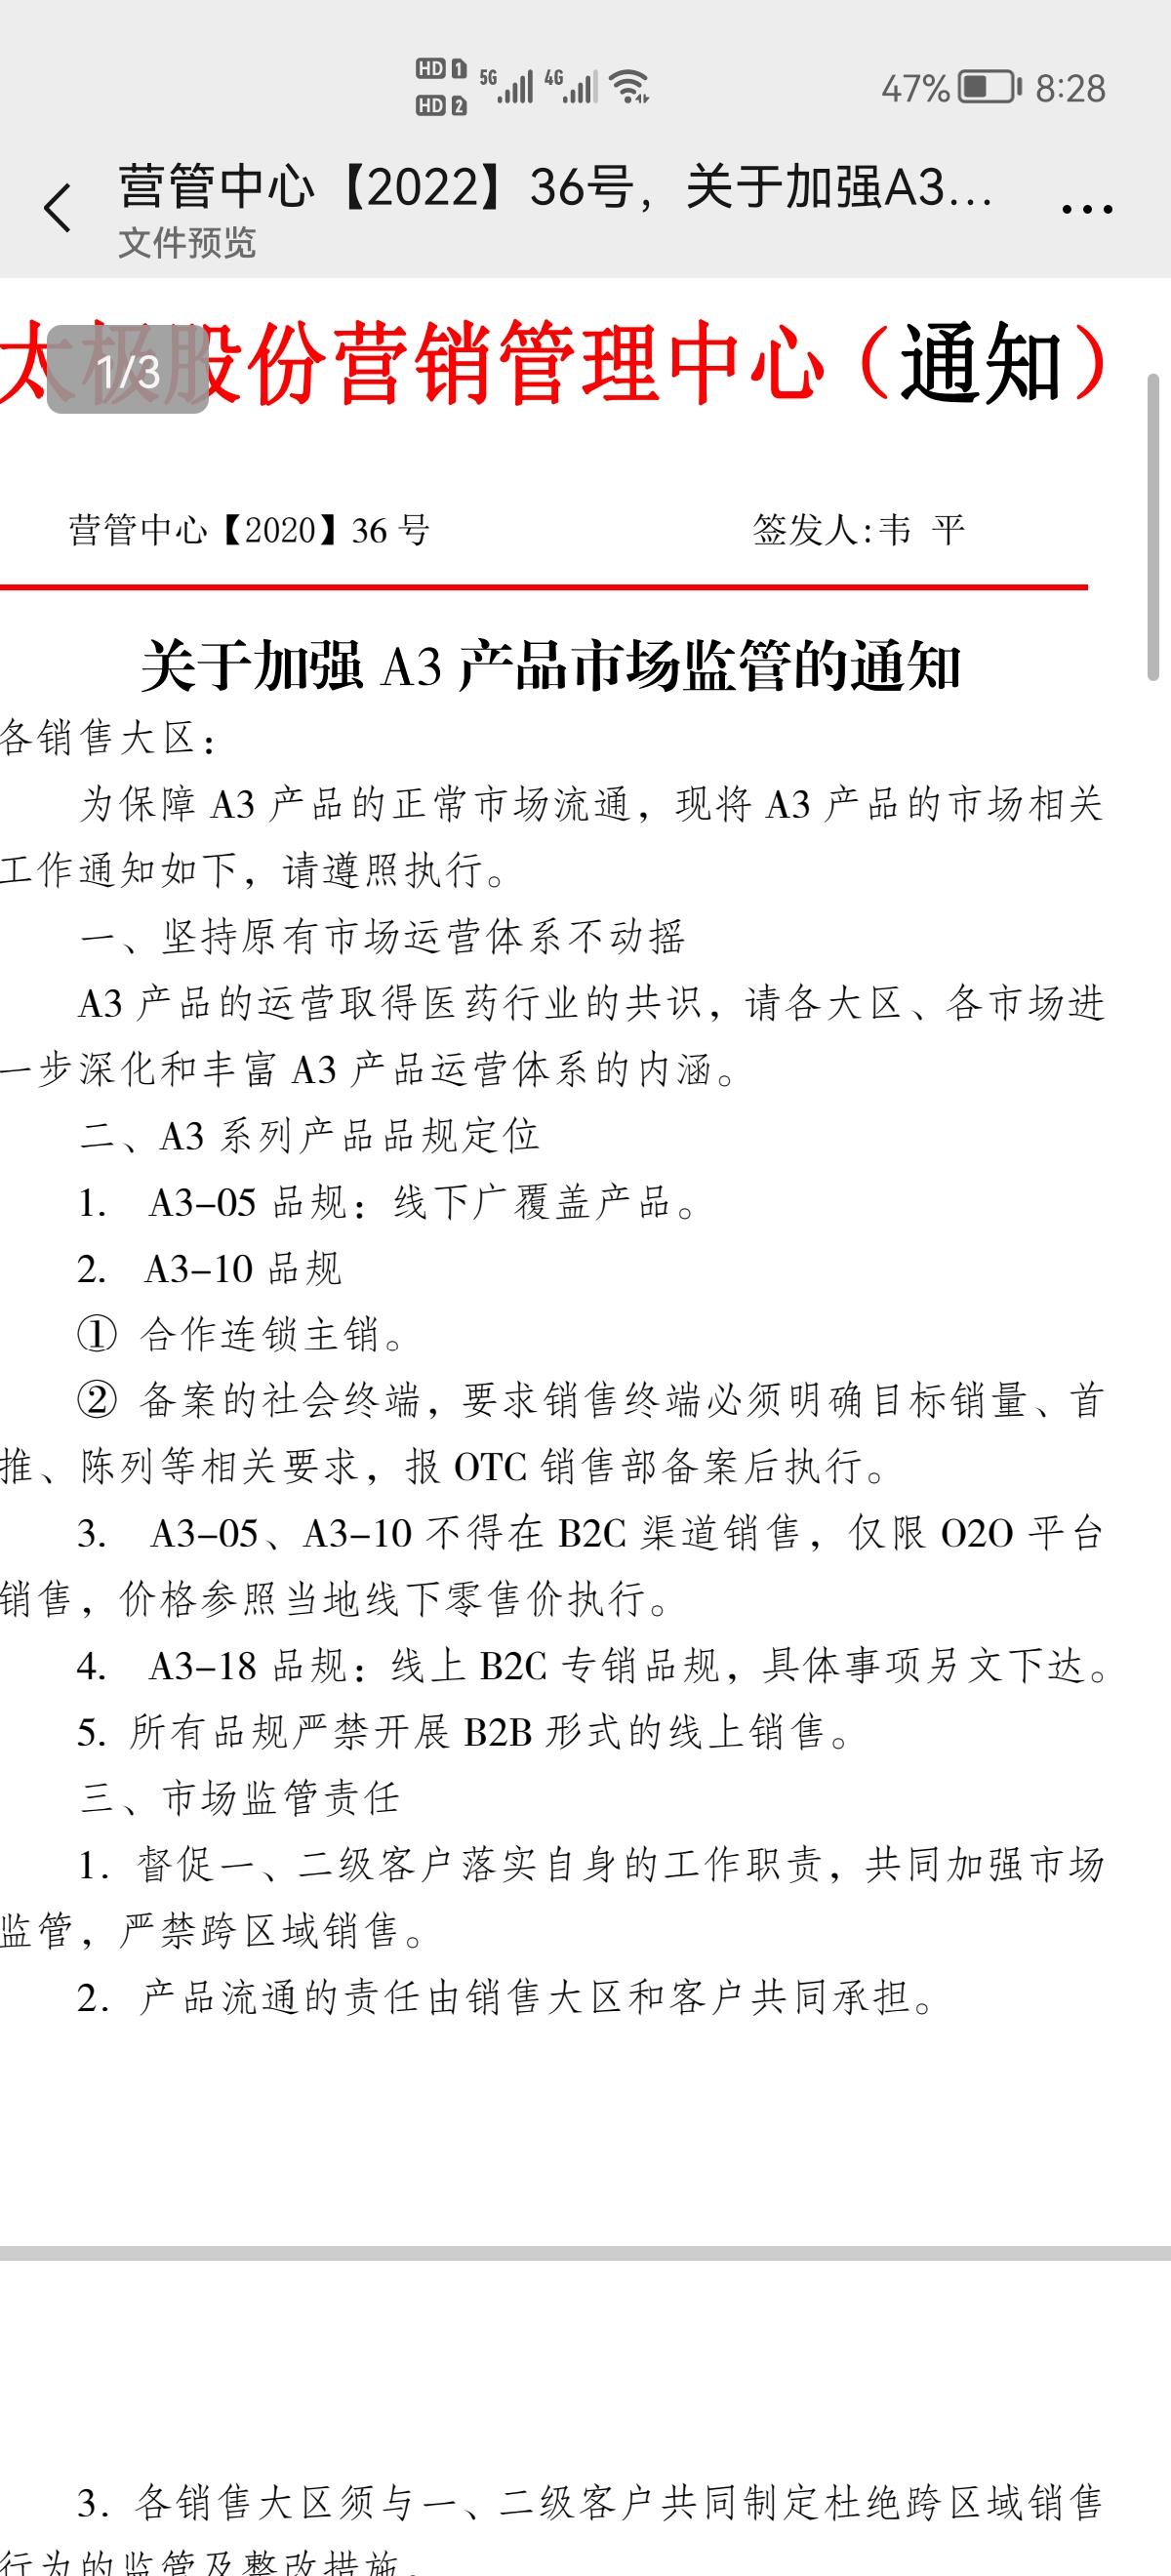 HD 1 5G 4G 47% 8:28
HD 2
营管中心【2022】36号，关于加强A3...
文件预览
太极股份营销管理中心（通知）
1/3
营管中心【2020】36 号 签发人:韦 平
关于加强 A3 产品市场监管的通知
各销售大区：
为保障 A3 产品的正常市场流通，现将 A3 产品的市场相关
工作通知如下，请遵照执行。
一、坚持原有市场运营体系不动摇
A3 产品的运营取得医药行业的共识，请各大区、各市场进
一步深化和丰富 A3 产品运营体系的内涵。
二、A3 系列产品品规定位
1. A3-05 品规：线下广覆盖产品。
2. A3-10 品规
① 合作连锁主销。
② 备案的社会终端，要求销售终端必须明确目标销量、首
推、陈列等相关要求，报 OTC 销售部备案后执行。
3. A3-05、A3-10 不得在 B2C 渠道销售，仅限 O2O 平台
销售，价格参照当地线下零售价执行。
4. A3-18 品规：线上 B2C 专销品规，具体事项另文下达。
5. 所有品规严禁开展 B2B 形式的线上销售。
三、市场监管责任
1. 督促一、二级客户落实自身的工作职责，共同加强市场
监管，严禁跨区域销售。
2. 产品流通的责任由销售大区和客户共同承担。
3. 各销售大区须与一、二级客户共同制定杜绝跨区域销售
行为的监管及整改措施。